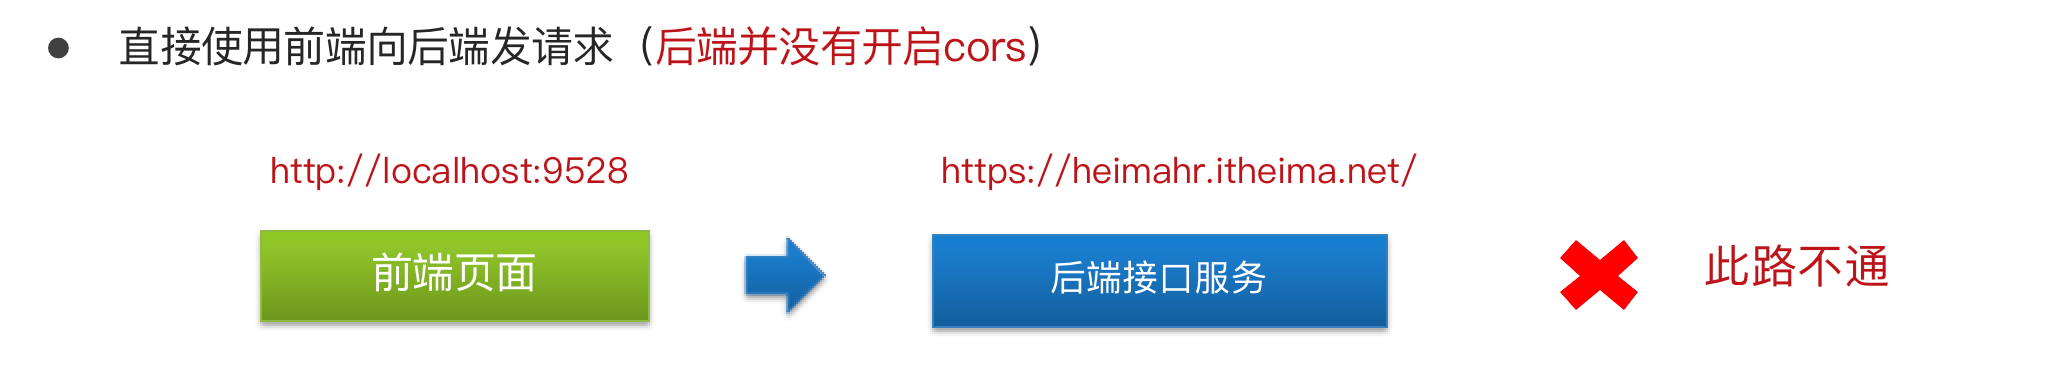 直接使用前端向后端发请求（后端并没有开启cors）
http://localhost:9528
https://heimahr.itheima.net/
前端页面
后端接口服务
此路不通